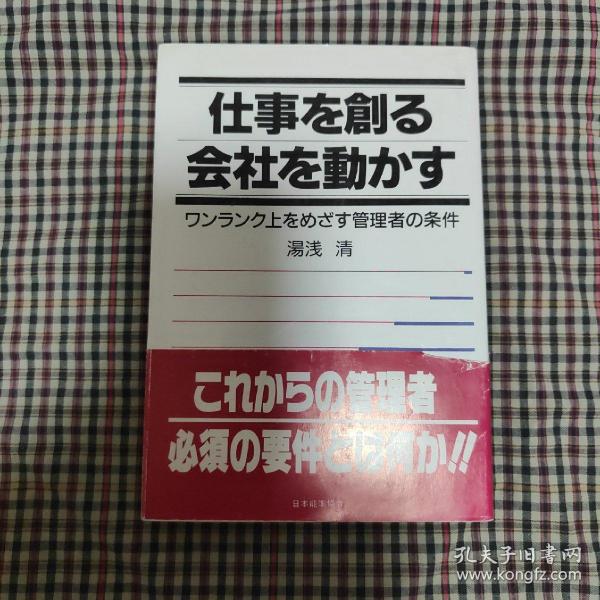 仕事を創る
会社を動かす
ワンランク上をめざす管理者の条件
湯浅 清
これからの管理者
必須の要件とは何か!!
日本能率協会
孔夫子旧书网
www.kongfz.com